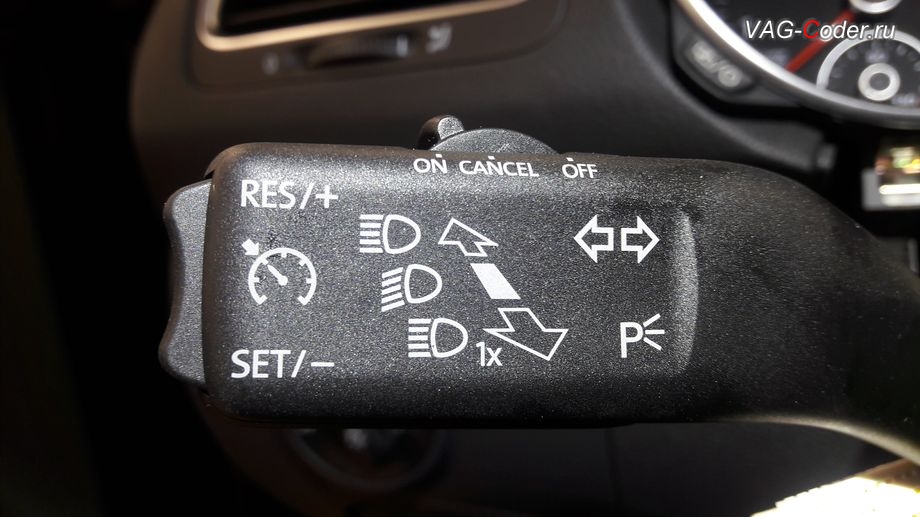 VAG-Coder.ru
ON CANCEL OFF
RES/+
1x
P
SET/–